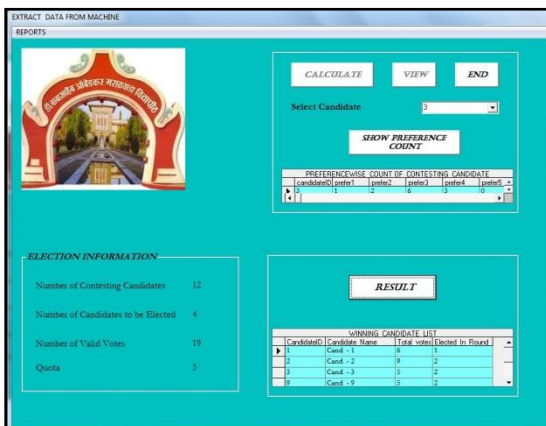 EXTRACT DATA FROM MACHINE
REPORTS
CALCULATE VIEW END
Select Candidate 3
SHOW PREFERENCE
COUNT
PREFERENCEWISE COUNT OF CONTESTING CANDIDATE
candidateID prefer1 prefer2 prefer3 prefer4 prefer5
3 1 2 6 3 0
ELECTION INFORMATION
Number of Contesting Candidates 12
Number of Candidates to be Elected 4
Number of Valid Votes 19
Quota 5
RESULT
WINNING CANDIDATE LIST
CandidateID Candidate Name Total votes Elected In Round
1 Cand - 1 6 1
2 Cand - 2 9 2
3 Cand - 3 5 2
9 Cand - 9 5 2